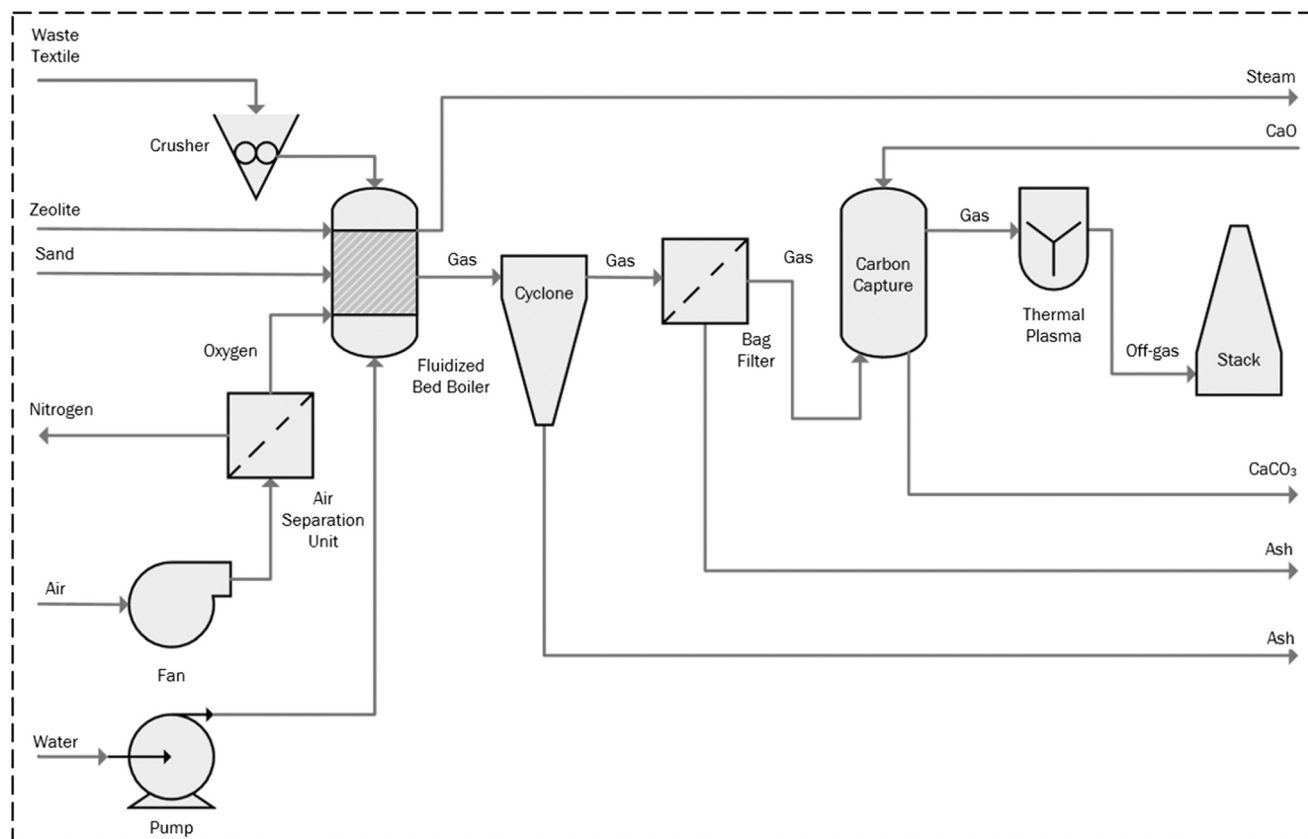 Waste
Textile
Steam
CaO
Crusher
Zeolite
Sand
Gas
Gas
Gas
Gas
Cyclone
Carbon
Capture
Thermal
Plasma
Bag
Filter
Oxygen
Fluidized
Bed Boiler
Off-gas
Stack
Nitrogen
CaCO₃
Air
Separation
Unit
Ash
Air
Ash
Fan
Water
Pump